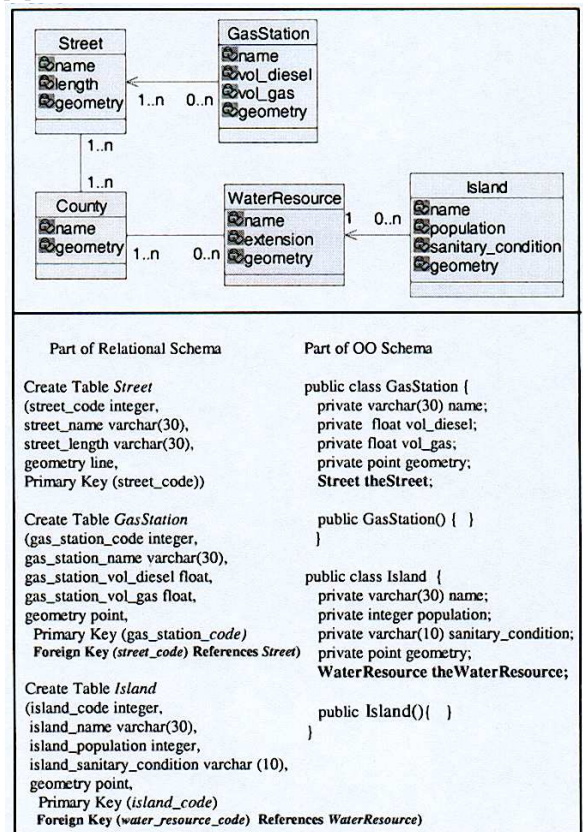 Street
name
length
geometry
GasStation
name
vol_diesel
vol_gas
geometry
1..n 0..n
1..n
1..n
County
name
geometry
WaterResource
name
extension
geometry
Island
name
population
sanitary_condition
geometry
1 0..n
1..n 0..n
Part of Relational Schema
Create Table Street
(street_code integer,
street_name varchar(30),
street_length varchar(30),
geometry line,
Primary Key (street_code))
Create Table GasStation
(gas_station_code integer,
gas_station_name varchar(30),
gas_station_vol_diesel float,
gas_station_vol_gas float,
geometry point,
Primary Key (gas_station_code)
Foreign Key (street_code) References Street)
Create Table Island
(island_code integer,
island_name varchar(30),
island_population integer,
island_sanitary_condition varchar (10),
geometry point,
Primary Key (island_code)
Foreign Key (water_resource_code) References WaterResource)
Part of OO Schema
public class GasStation {
private varchar(30) name;
private float vol_diesel;
private float vol_gas;
private point geometry;
Street theStreet;
public GasStation() { }
}
public class Island {
private varchar(30) name;
private integer population;
private varchar(10) sanitary_condition;
private point geometry;
WaterResource theWaterResource;
public Island(){ }
}